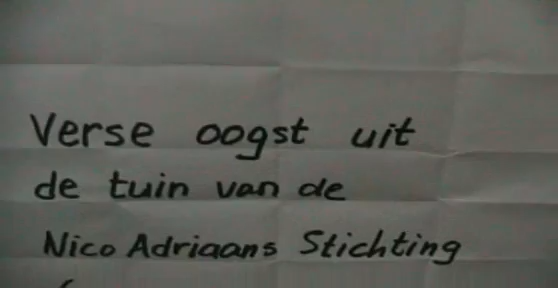 Verse oogst uit
de tuin van de
Nico Adriaans Stichting